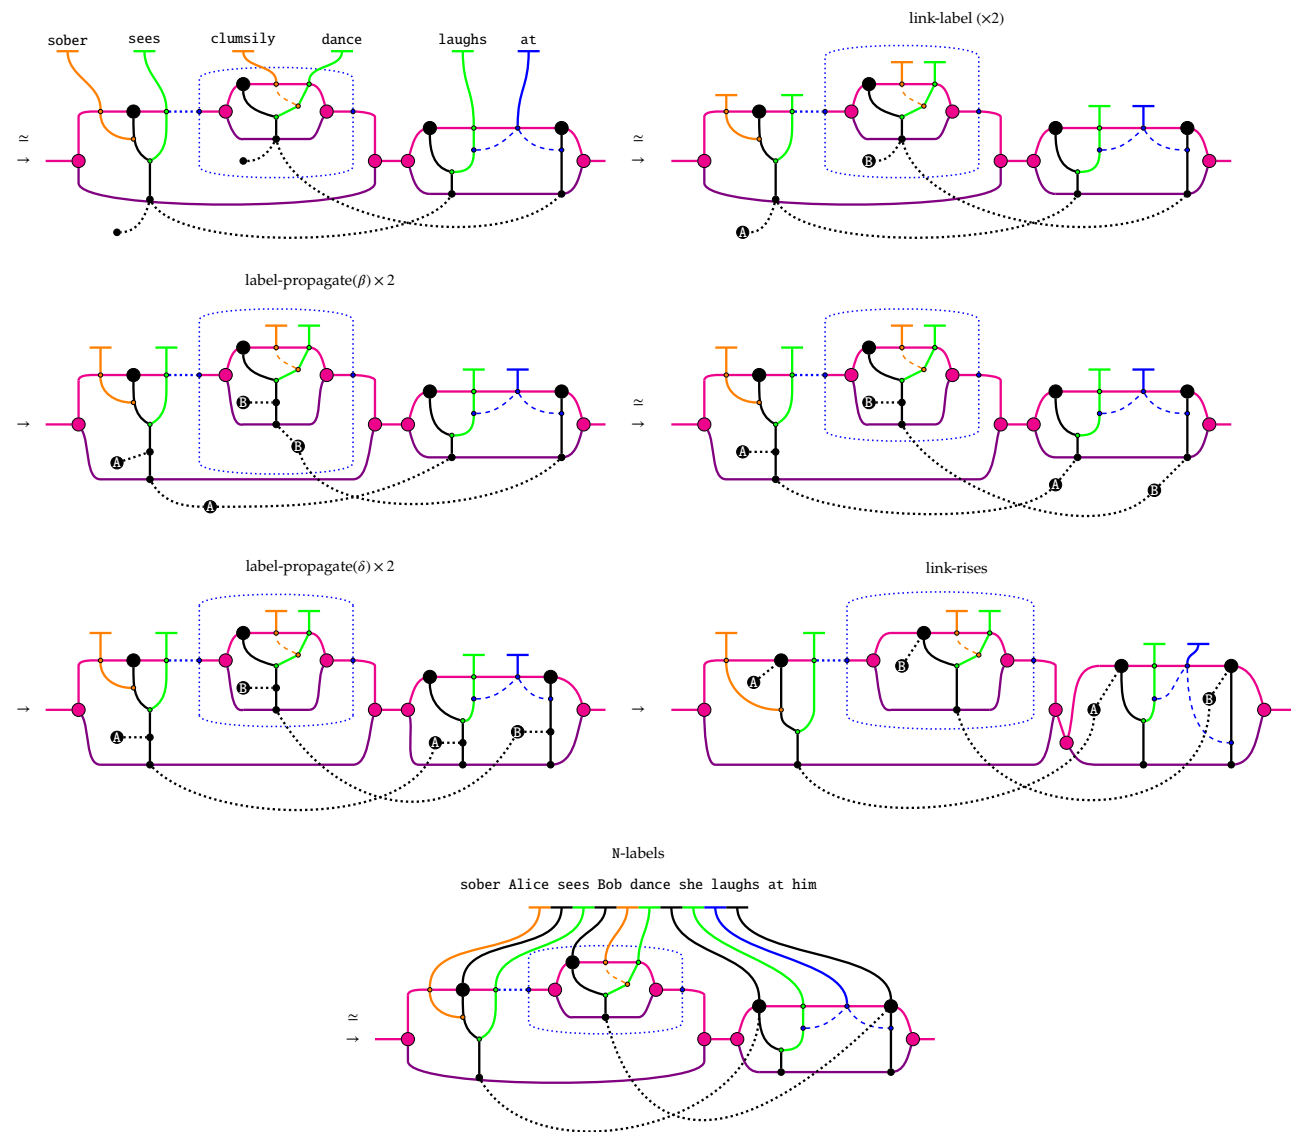 link-label (×2)
sober sees clumsily dance laughs at
≃
→
≃
→
B
A
label-propagate(β) × 2
→
B
B
A
A
≃
→
B
A
A
B
label-propagate(δ) × 2
link-rises
→
B
A
A
B
→
B
A
A
B
N-labels
sober Alice sees Bob dance she laughs at him
≃
→